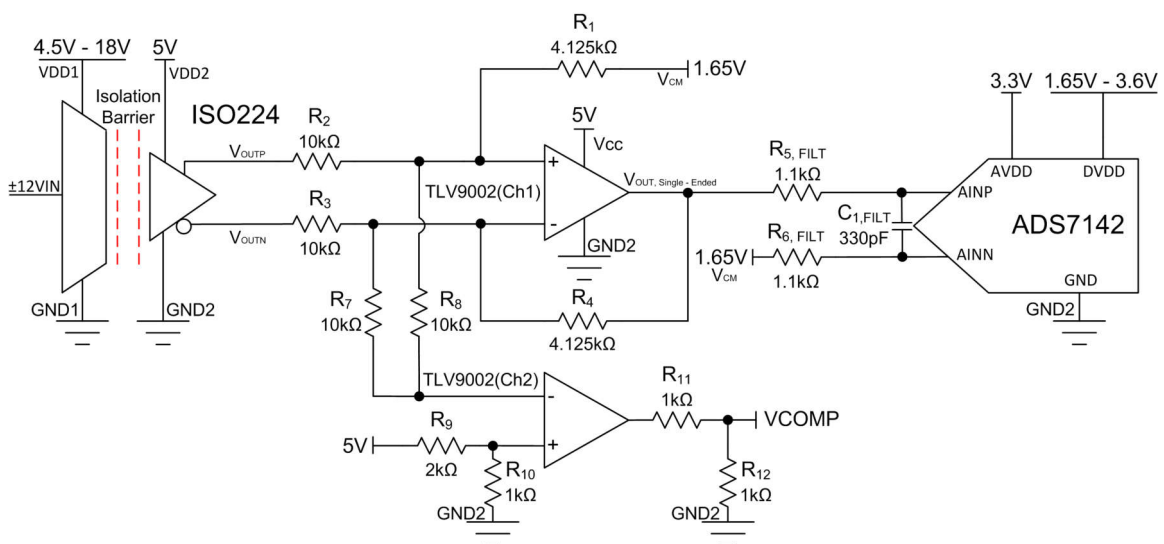 4.5V - 18V
VDD1
5V
VDD2
Isolation
Barrier
ISO224
±12VIN
GND1
GND2
VOUTP
VOUTN
R2
10kΩ
R3
10kΩ
R1
4.125kΩ
VCM
1.65V
5V
Vcc
+
-
TLV9002(Ch1)
GND2
VOUT, Single - Ended
R4
4.125kΩ
R7
10kΩ
R8
10kΩ
R5, FILT
1.1kΩ
C1,FILT
330pF
1.65V
VCM
R6, FILT
1.1kΩ
3.3V
1.65V - 3.6V
AVDD
DVDD
AINP
AINN
ADS7142
GND
GND2
TLV9002(Ch2)
-
+
5V
R9
2kΩ
R10
1kΩ
GND2
R11
1kΩ
VCOMP
R12
1kΩ
GND2